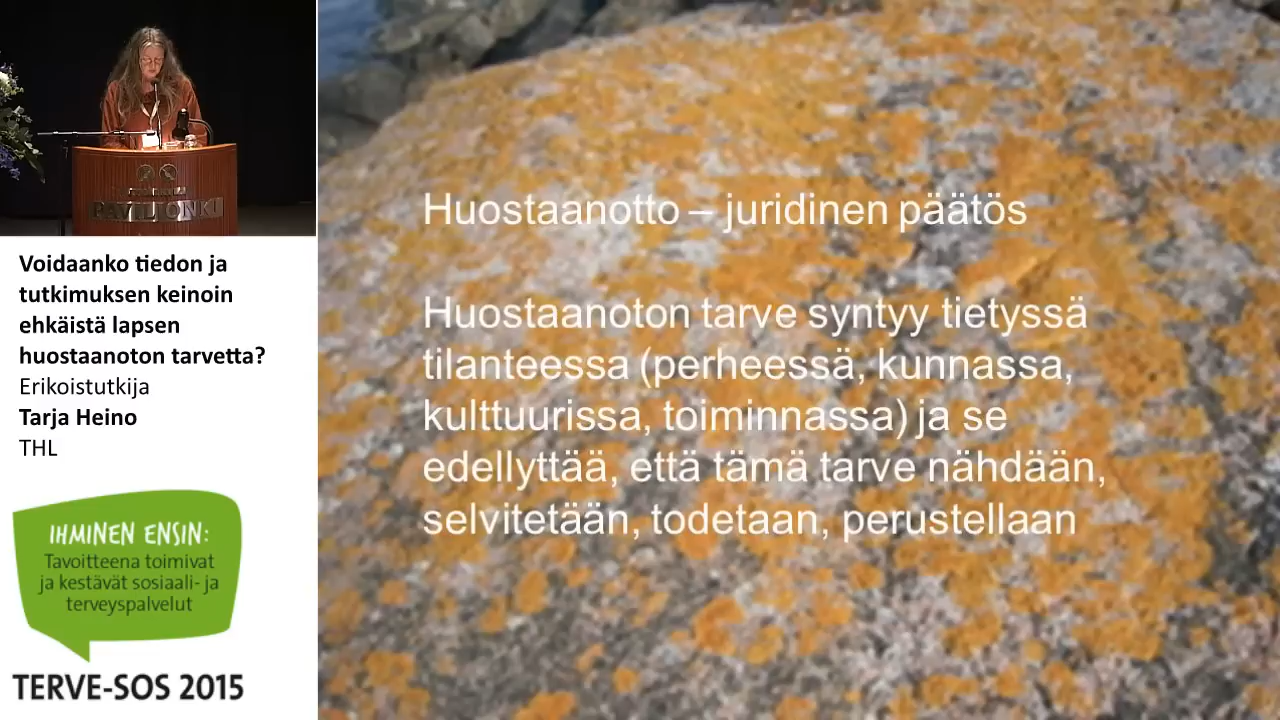 PAVILJONKI
Voidaanko tiedon ja
tutkimuksen keinoin
ehkäistä lapsen
huostaanoton tarvetta?
Erikoistutkija
Tarja Heino
THL
IHMINEN ENSIN:
Tavoitteena toimivat
ja kestävät sosiaali- ja
terveyspalvelut
TERVE-SOS 2015
Huostaanotto – juridinen päätös
Huostaanoton tarve syntyy tietyssä
tilanteessa (perheessä, kunnassa,
kulttuurissa, toiminnassa) ja se
edellyttää, että tämä tarve nähdään,
selvitetään, todetaan, perustellaan